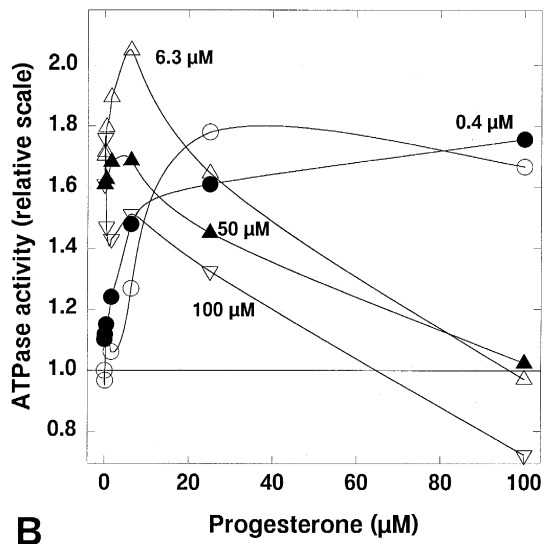 ATPase activity (relative scale)
2.0
1.8
1.6
1.4
1.2
1.0
0.8
6.3 µM
0.4 µM
50 µM
100 µM
0
20
40
60
80
100
Progesterone (µM)
B